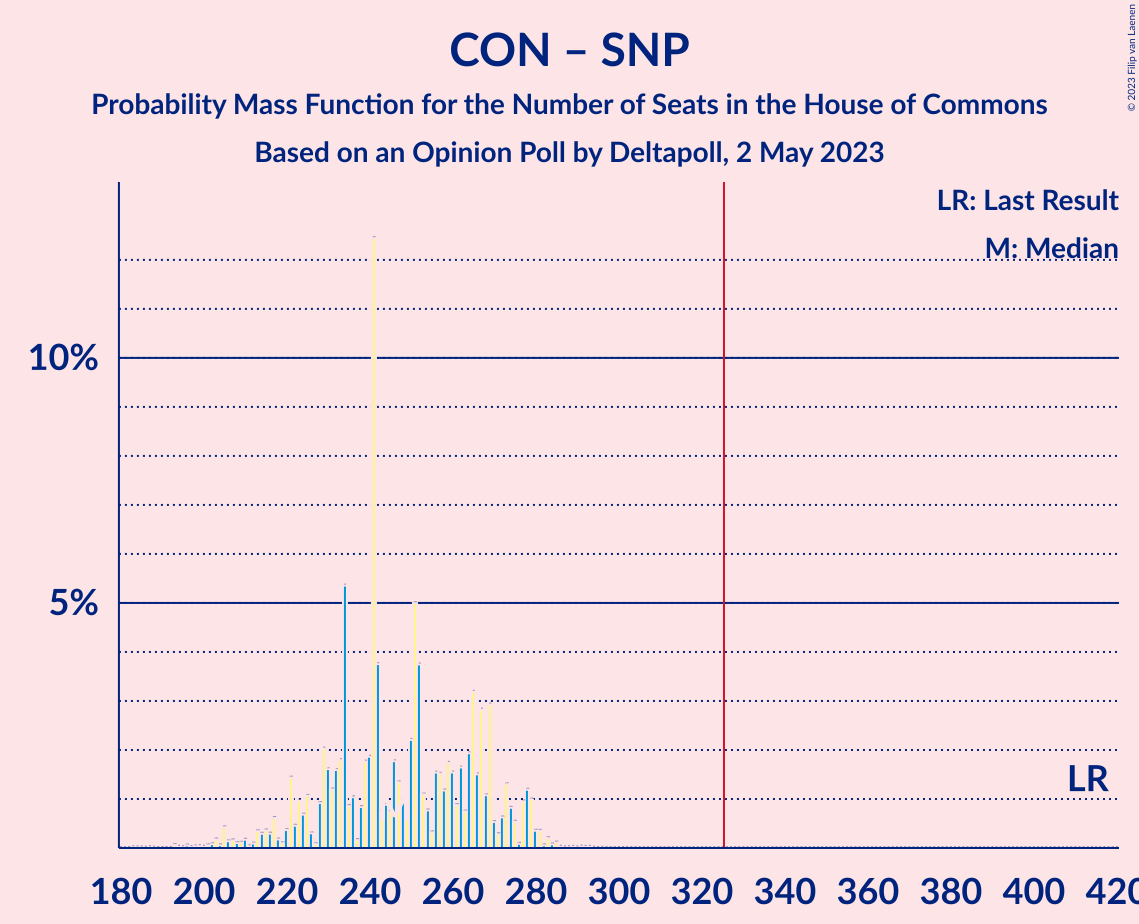 CON – SNP
Probability Mass Function for the Number of Seats in the House of Commons
Based on an Opinion Poll by Deltapoll, 2 May 2023
© 2023 Filip van Laenen
LR: Last Result
M: Median
10%
5%
LR
180 200 220 240 260 280 300 320 340 360 380 400 420